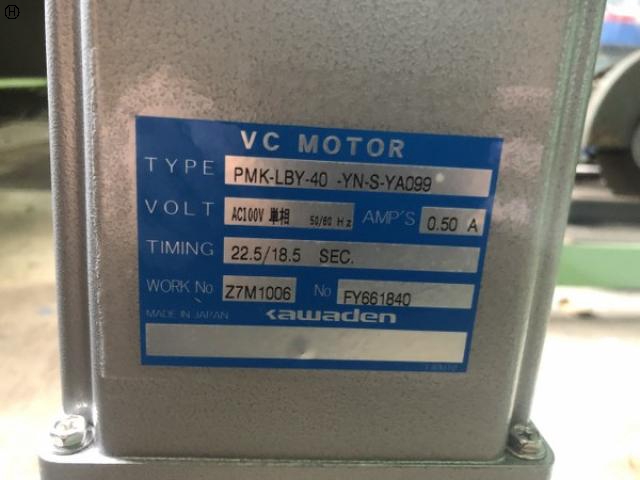 H
VC MOTOR
TYPE PMK-LBY-40 -YN-S-YA099
VOLT AC100V 単相 50/60 Hz AMP'S 0.50 A
TIMING 22.5/18.5 SEC.
WORK No Z7M1006 No FY661840
MADE IN JAPAN Kawaden